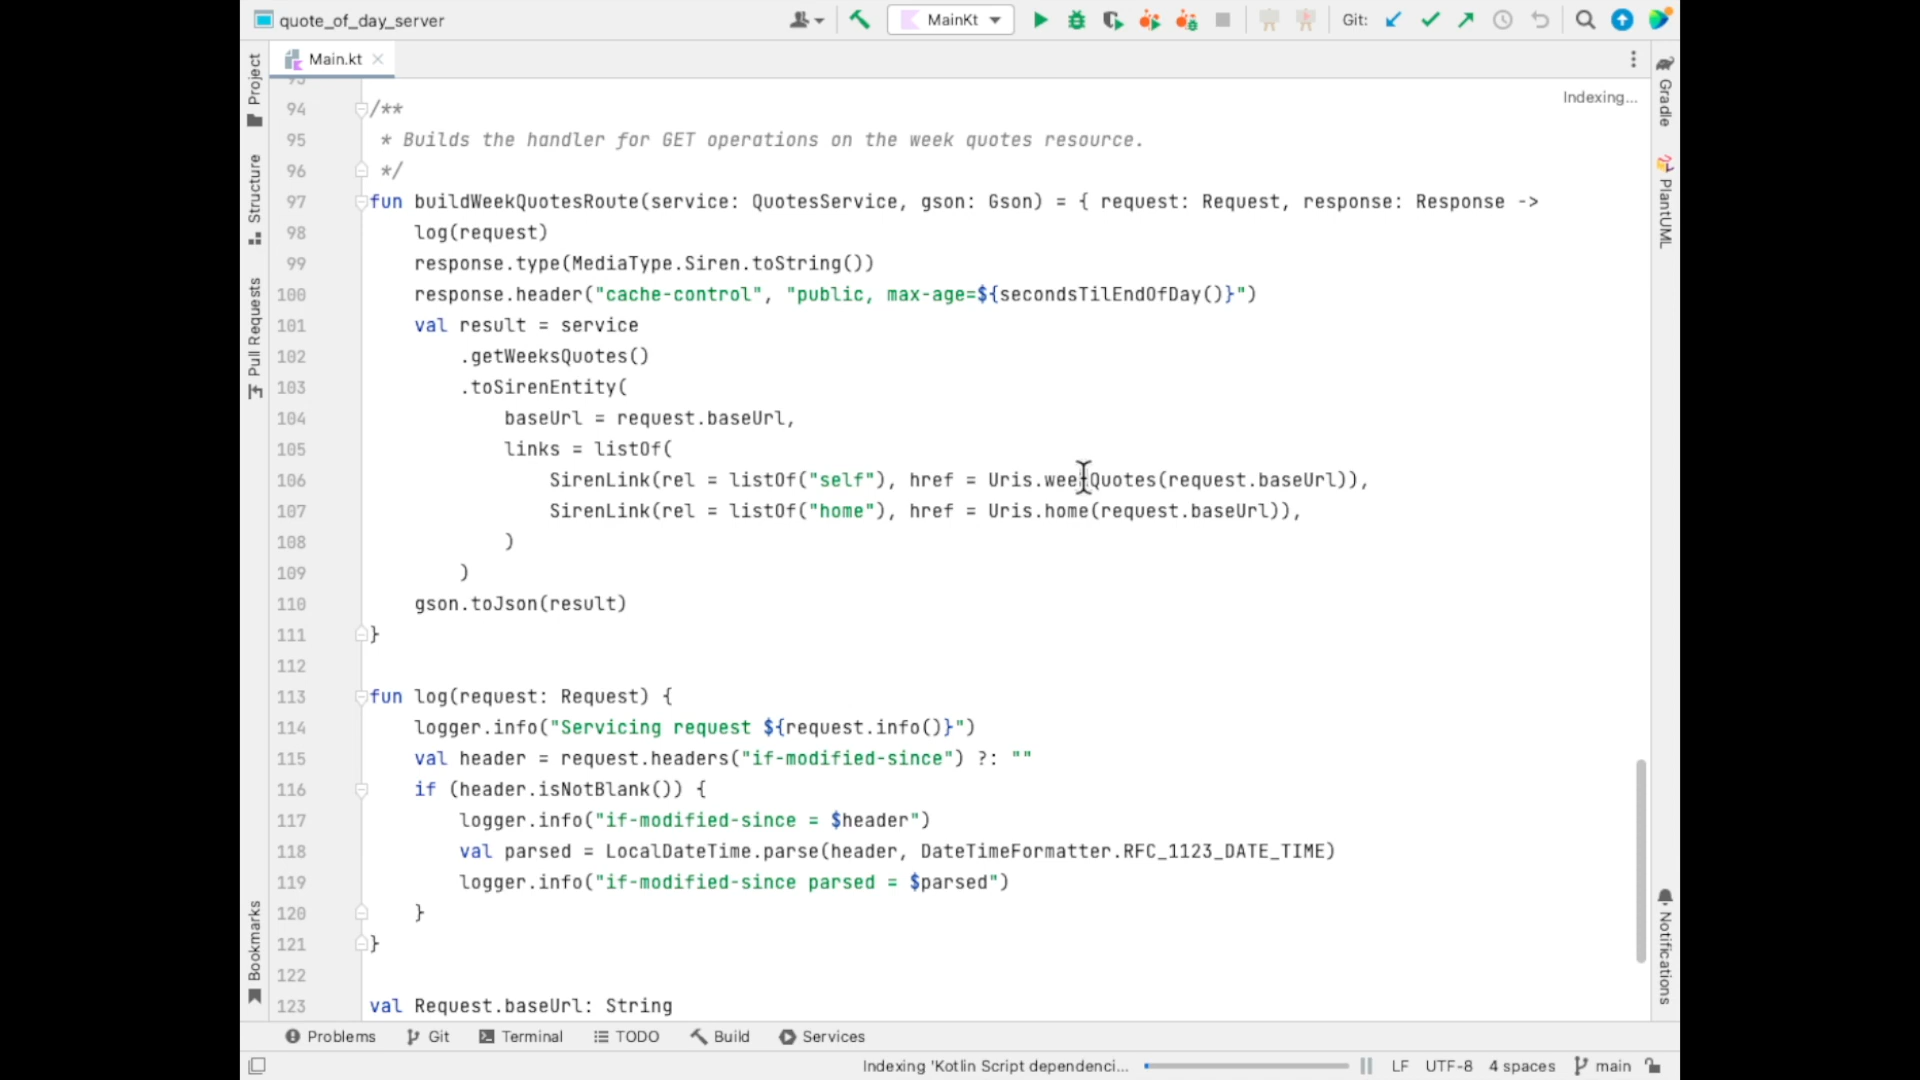 quote_of_day_server
MainKt
Git:
Main.kt
Indexing...
Project
Structure
Pull Requests
Bookmarks
Gradle
PlantUML
Notifications
94 /**
95 * Builds the handler for GET operations on the week quotes resource.
96 */
97 fun buildWeekQuotesRoute(service: QuotesService, gson: Gson) = { request: Request, response: Response ->
98 log(request)
99 response.type(MediaType.Siren.toString())
100 response.header("cache-control", "public, max-age=${secondsTilEndOfDay()}")
101 val result = service
102 .getWeeksQuotes()
103 .toSirenEntity(
104 baseUrl = request.baseUrl,
105 links = listOf(
106 SirenLink(rel = listOf("self"), href = Uris.weekQuotes(request.baseUrl)),
107 SirenLink(rel = listOf("home"), href = Uris.home(request.baseUrl)),
108 )
109 )
110 gson.toJson(result)
111 }
112
113 fun log(request: Request) {
114 logger.info("Servicing request ${request.info()}")
115 val header = request.headers("if-modified-since") ?: ""
116 if (header.isNotBlank()) {
117 logger.info("if-modified-since = $header")
118 val parsed = LocalDateTime.parse(header, DateTimeFormatter.RFC_1123_DATE_TIME)
119 logger.info("if-modified-since parsed = $parsed")
120 }
121 }
122
123 val Request.baseUrl: String
Problems Git Terminal TODO Build Services
Indexing 'Kotlin Script dependenci... LF UTF-8 4 spaces main